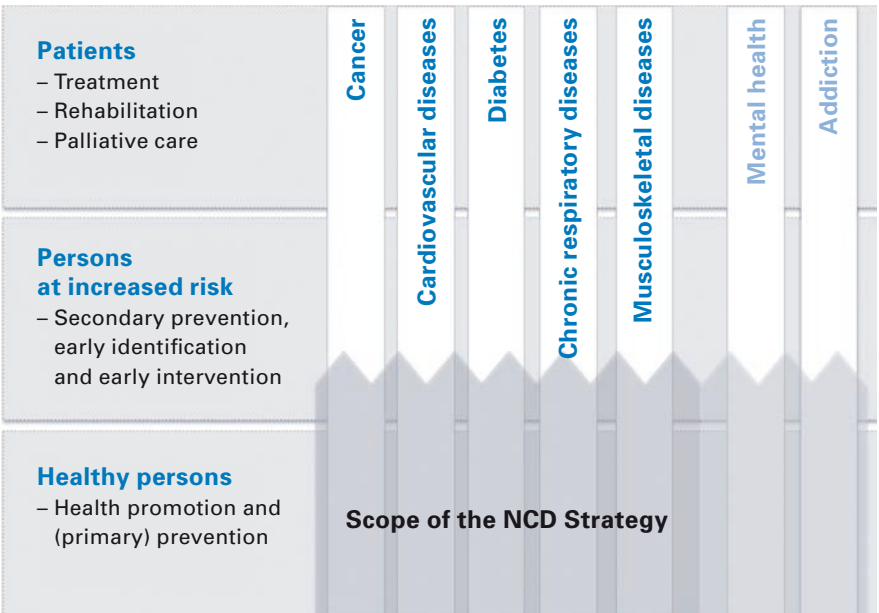 Patients
– Treatment
– Rehabilitation
– Palliative care
Cancer
Cardiovascular diseases
Diabetes
Chronic respiratory diseases
Musculoskeletal diseases
Mental health
Addiction
Persons
at increased risk
– Secondary prevention,
early identification
and early intervention
Healthy persons
– Health promotion and
(primary) prevention
Scope of the NCD Strategy